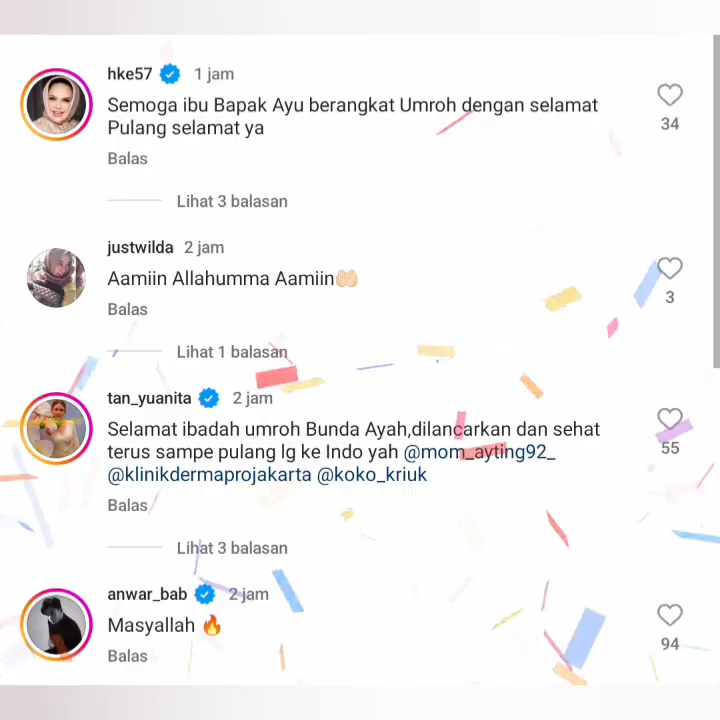 hke57 1 jam
Semoga ibu Bapak Ayu berangkat Umroh dengan selamat
Pulang selamat ya
34
Balas
Lihat 3 balasan
justwilda 2 jam
Aamiin Allahumma Aamiin🤲🏻
3
Balas
Lihat 1 balasan
tan_yuanita 2 jam
Selamat ibadah umroh Bunda Ayah,dilancarkan dan sehat
terus sampe pulang lg ke Indo yah @mom_ayting92_
55
@klinikdermaprojakarta @koko_kriuk
Balas
Lihat 3 balasan
anwar_bab 2 jam
Masyallah 🔥
94
Balas